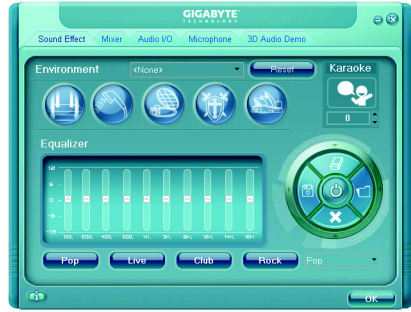 GIGABYTE
TECHNOLOGY
Sound Effect Mixer Audio I/O Microphone 3D Audio Demo
Environment <None> Reset Karaoke
0
Equalizer
Pop Live Club Rock Pop
OK